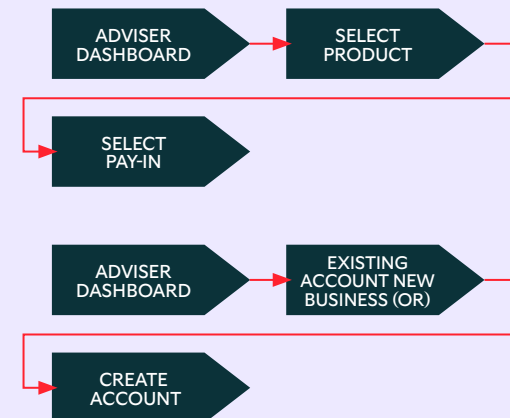 ADVISER
DASHBOARD
SELECT
PRODUCT
SELECT
PAY-IN
ADVISER
DASHBOARD
EXISTING
ACCOUNT NEW
BUSINESS (OR)
CREATE
ACCOUNT